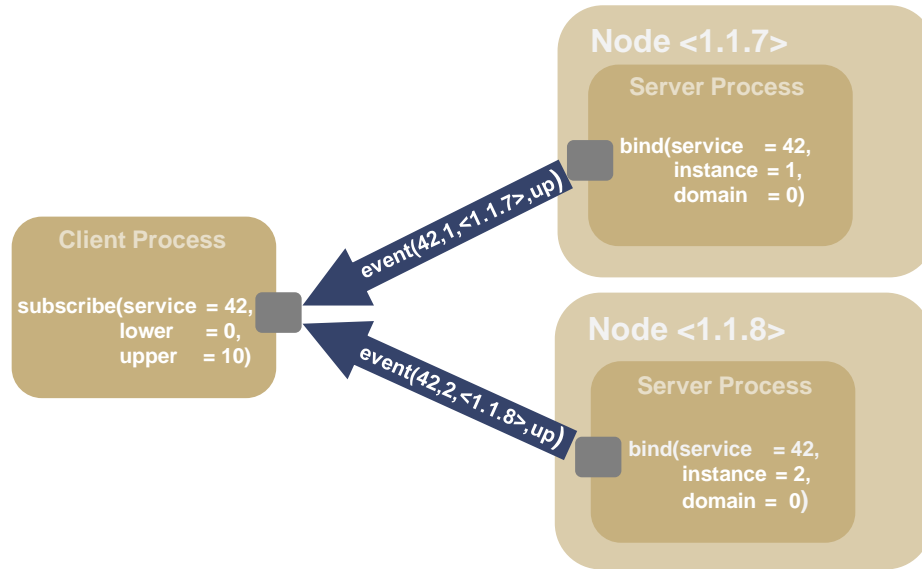 Node <1.1.7>
Server Process
bind(service = 42,
instance = 1,
domain = 0)
event(42,1,<1.1.7>,up)
Client Process
subscribe(service = 42,
lower = 0,
upper = 10)
event(42,2,<1.1.8>,up)
Node <1.1.8>
Server Process
bind(service = 42,
instance = 2,
domain = 0)